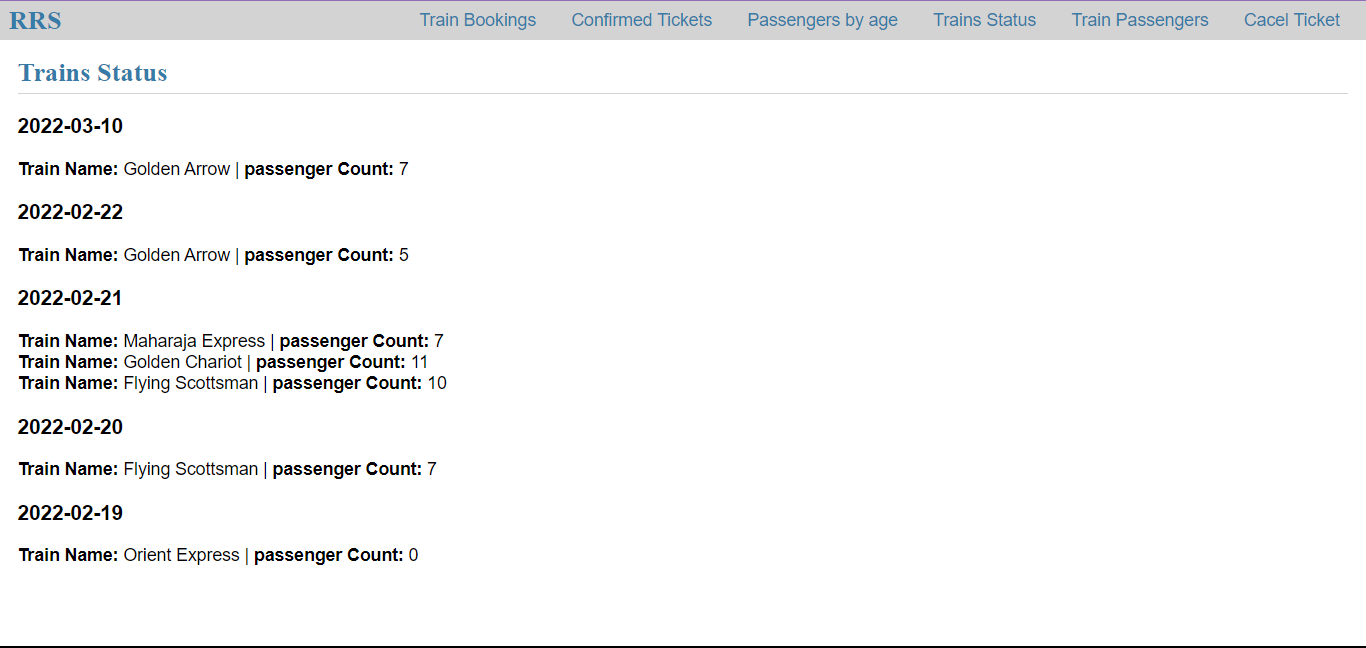 RRS
Train Bookings Confirmed Tickets Passengers by age Trains Status Train Passengers Cacel Ticket
Trains Status
2022-03-10
Train Name: Golden Arrow | passenger Count: 7
2022-02-22
Train Name: Golden Arrow | passenger Count: 5
2022-02-21
Train Name: Maharaja Express | passenger Count: 7
Train Name: Golden Chariot | passenger Count: 11
Train Name: Flying Scottsman | passenger Count: 10
2022-02-20
Train Name: Flying Scottsman | passenger Count: 7
2022-02-19
Train Name: Orient Express | passenger Count: 0